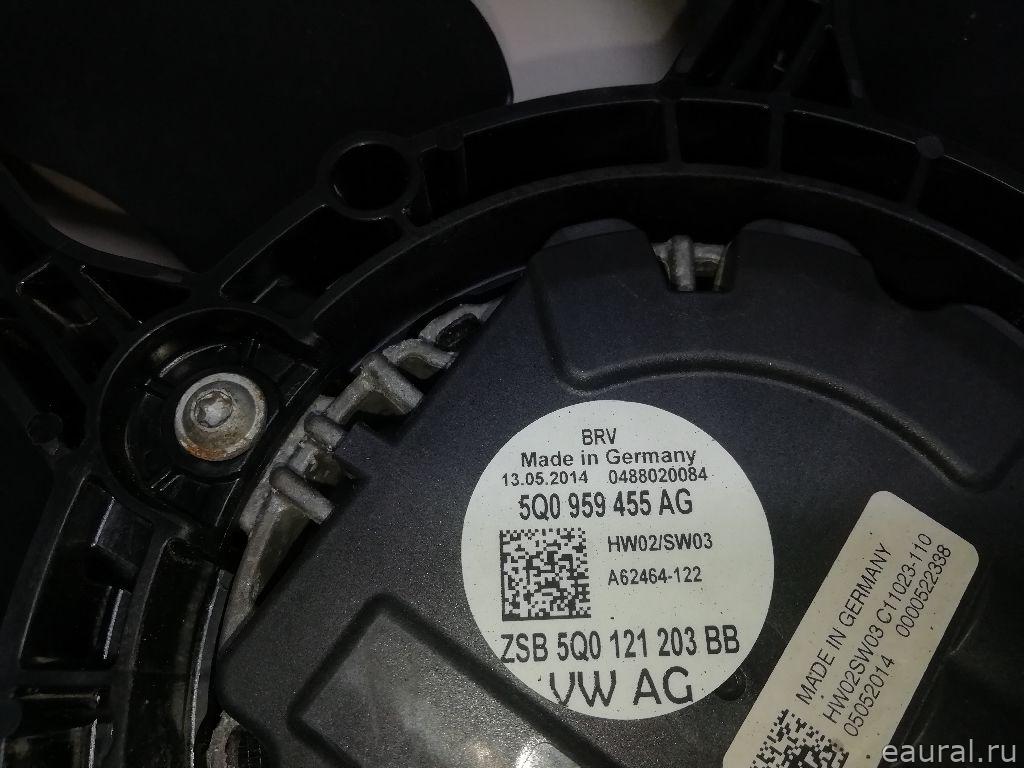 BRV
Made in Germany
13.05.2014 0488020084
5Q0 959 455 AG
HW02/SW03
A62464-122
ZSB 5Q0 121 203 BB
VW AG
MADE IN GERMANY
HW02SW03 C11023-110
05052014 0000522338
eaural.ru